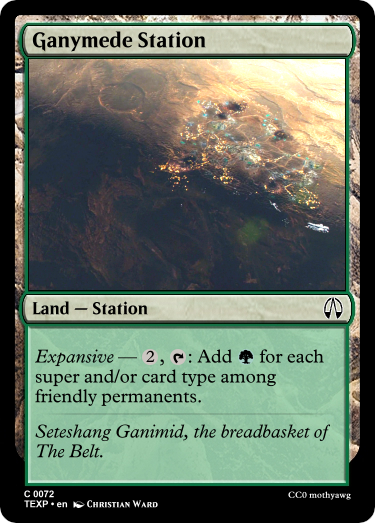 Ganymede Station
Land — Station
Expansive — 2, : Add for each
super and/or card type among
friendly permanents.
Seteshang Ganimid, the breadbasket of
The Belt.
C 0072
TEXP • en Christian Ward
CC0 mothyawg